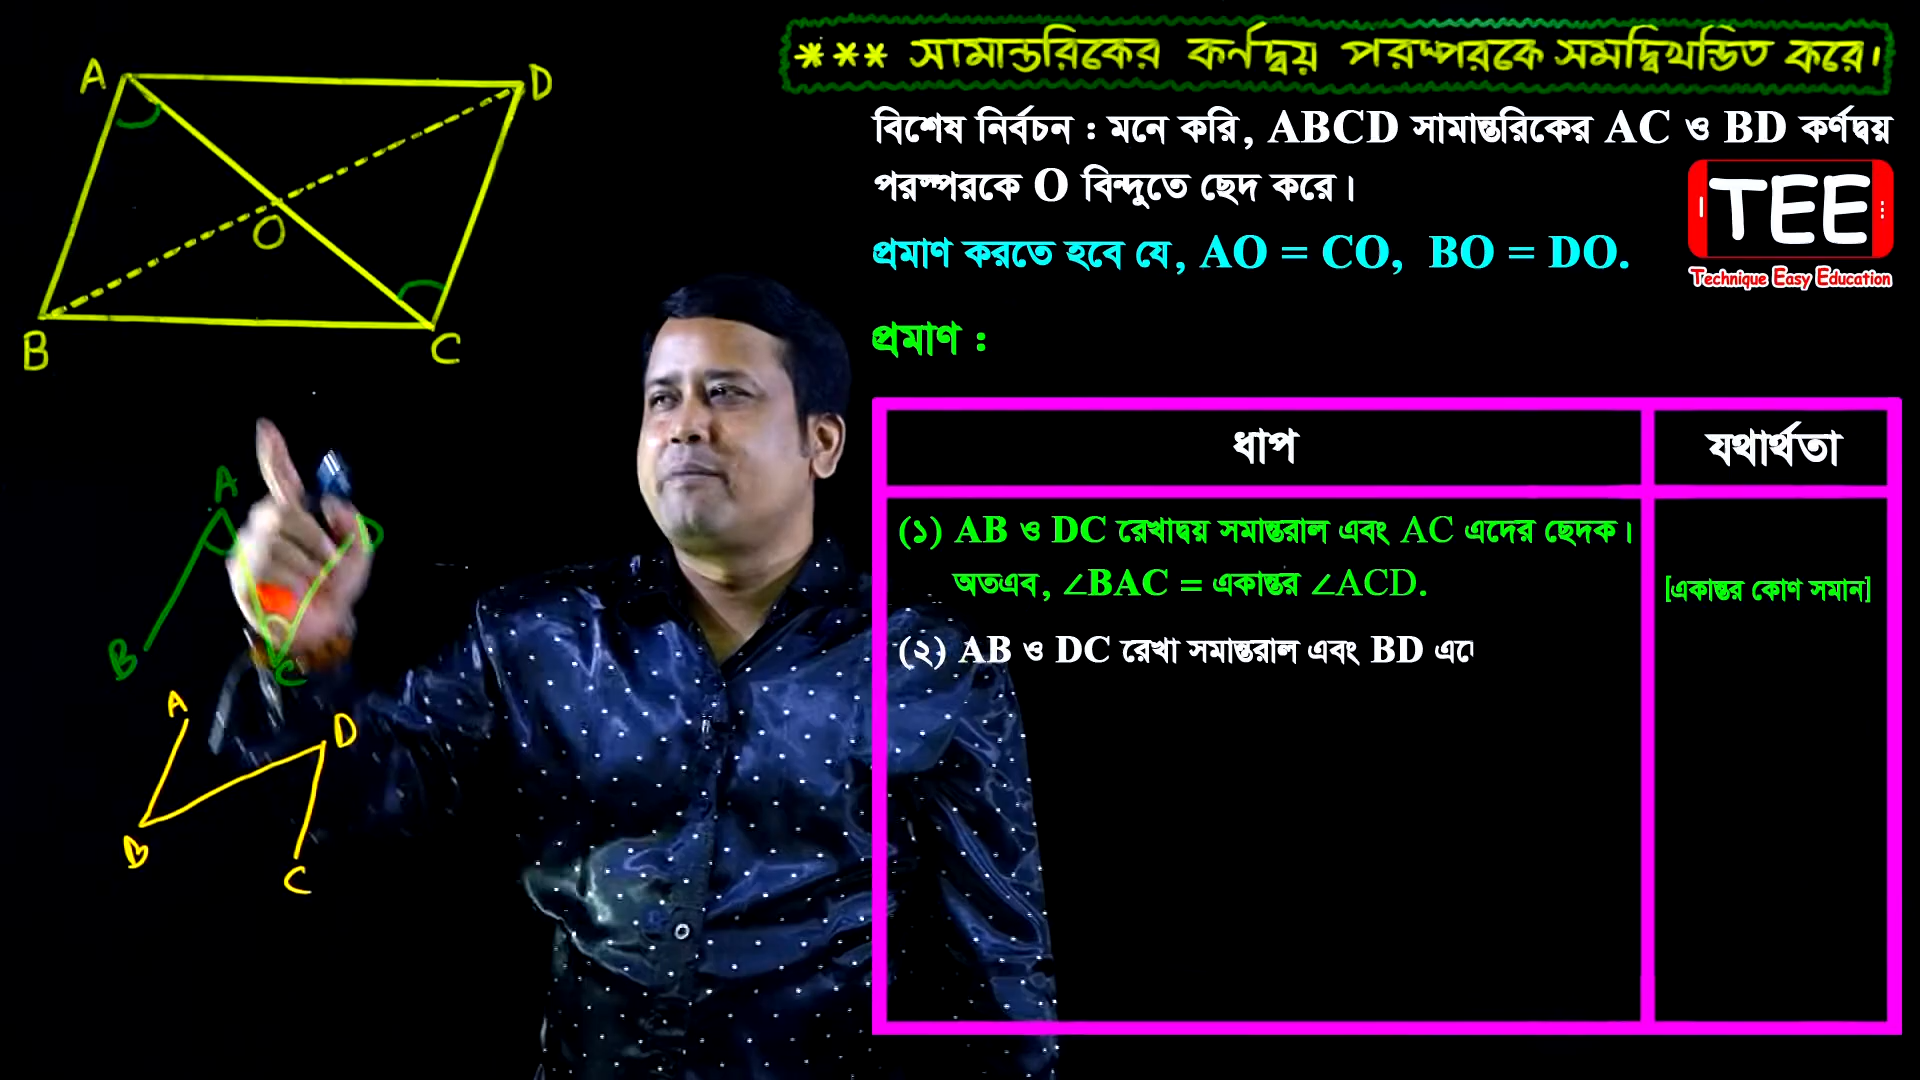 *** সামান্তরিকের কর্ণদ্বয় পরস্পরকে সমদ্বিখন্ডিত করে।
বিশেষ নির্বচন : মনে করি, ABCD সামান্তরিকের AC ও BD কর্ণদ্বয়
পরস্পরকে O বিন্দুতে ছেদ করে।
TEE
Technique Easy Education
প্রমাণ করতে হবে যে, AO = CO, BO = DO.
প্রমাণ :
ধাপ
যথার্থতা
(১) AB ও DC রেখাদ্বয় সমান্তরাল এবং AC এদের ছেদক।
অতএব, ∠BAC = একান্তর ∠ACD.
[একান্তর কোণ সমান]
(২) AB ও DC রেখা সমান্তরাল এবং BD এদে
A
D
O
B
C
A
D
B
C
A
D
B
C